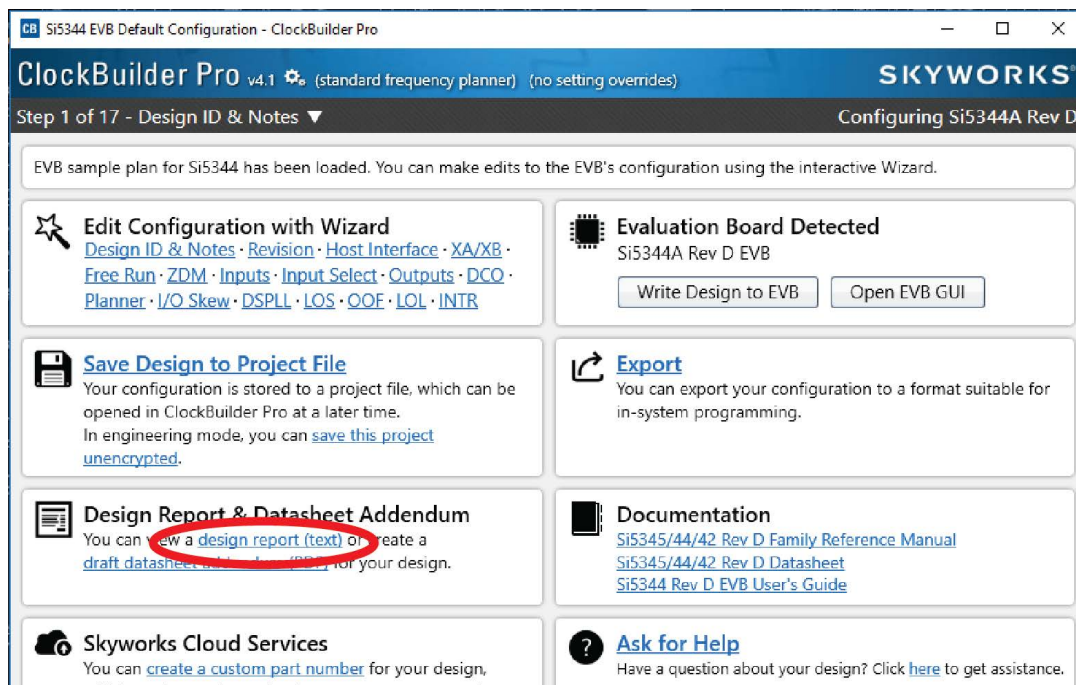 CB Si5344 EVB Default Configuration - ClockBuilder Pro
ClockBuilder Pro v4.1 (standard frequency planner) (no setting overrides) SKYWORKS®
Step 1 of 17 - Design ID & Notes ▼ Configuring Si5344A Rev D
EVB sample plan for Si5344 has been loaded. You can make edits to the EVB's configuration using the interactive Wizard.
Edit Configuration with Wizard
Design ID & Notes · Revision · Host Interface · XA/XB ·
Free Run · ZDM · Inputs · Input Select · Outputs · DCO ·
Planner · I/O Skew · DSPLL · LOS · OOF · LOL · INTR
Evaluation Board Detected
Si5344A Rev D EVB
Write Design to EVB Open EVB GUI
Save Design to Project File
Your configuration is stored to a project file, which can be
opened in ClockBuilder Pro at a later time.
In engineering mode, you can save this project
unencrypted.
Export
You can export your configuration to a format suitable for
in-system programming.
Design Report & Datasheet Addendum
You can view a design report (text) or create a
draft datasheet addendum (PDF) for your design.
Documentation
Si5345/44/42 Rev D Family Reference Manual
Si5345/44/42 Rev D Datasheet
Si5344 Rev D EVB User's Guide
Skyworks Cloud Services
You can create a custom part number for your design,
? Ask for Help
Have a question about your design? Click here to get assistance.